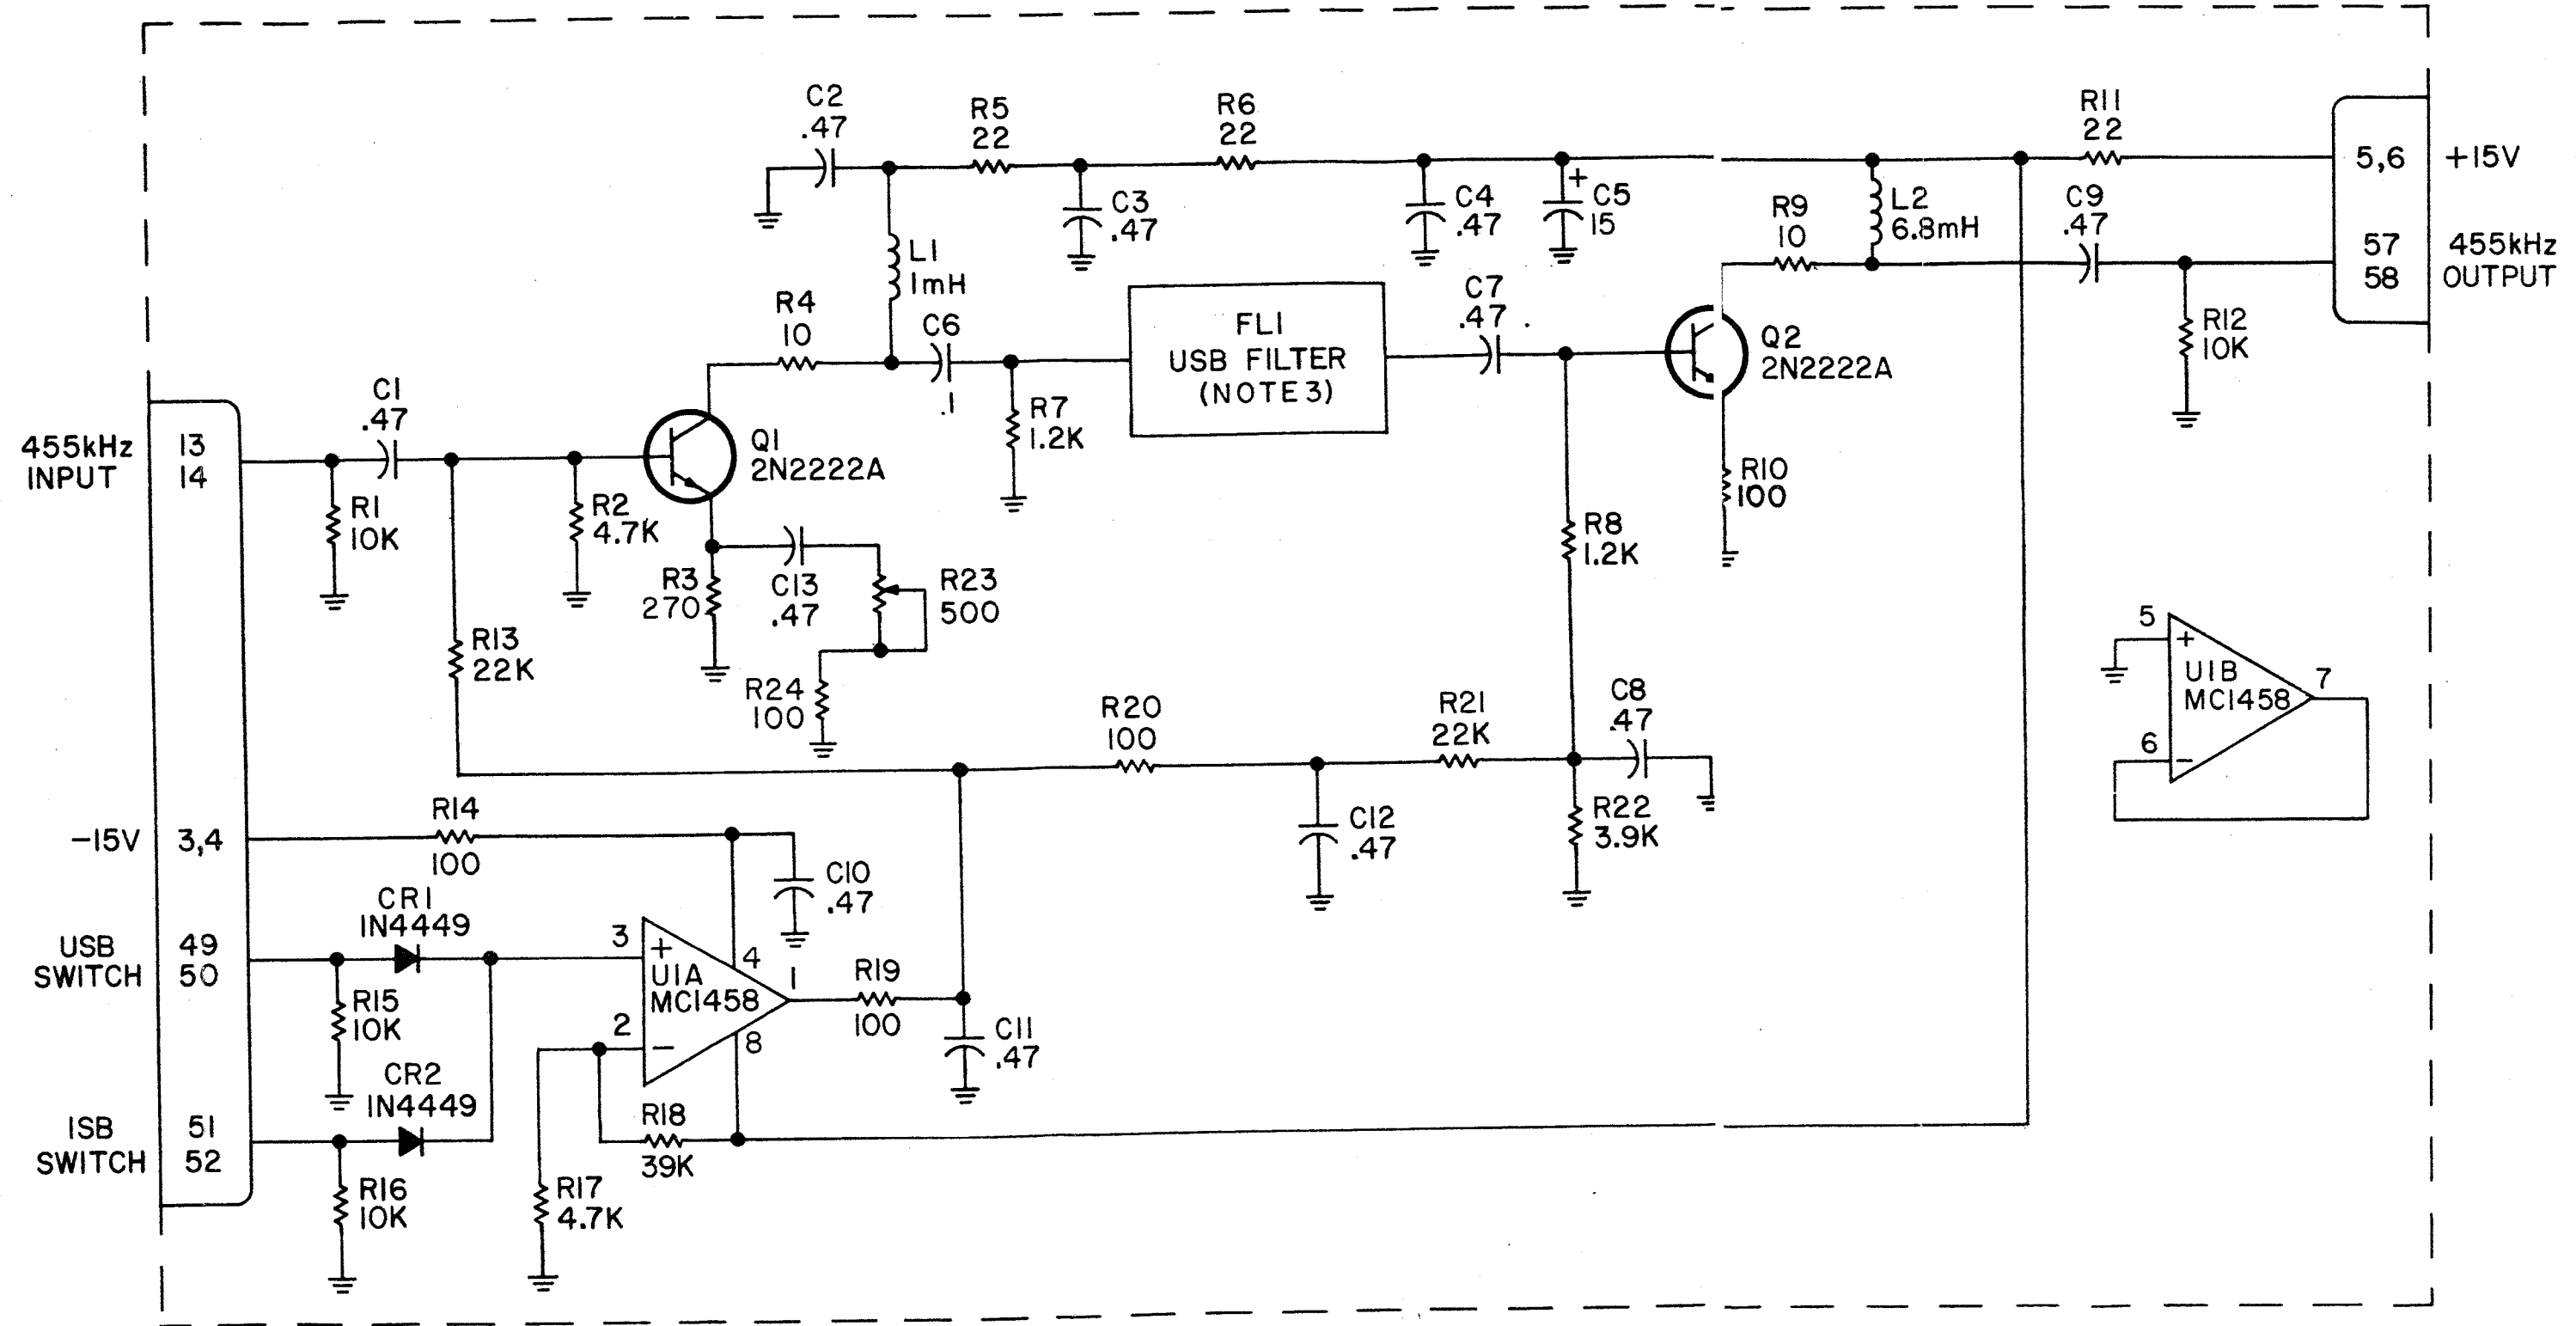 C2
.47
R5
22
R6
22
R11
22
5,6
+15V
C3
.47
C4
.47
+
C5
15
R9
10
L2
6.8mH
C9
.47
57
58
455kHz
OUTPUT
L1
1mH
R4
10
C6
.1
FL1
USB FILTER
(NOTE 3)
C7
.47
Q2
2N2222A
R12
10K
455kHz
INPUT
13
14
C1
.47
R7
1.2K
Q1
2N2222A
R1
10K
R2
4.7K
R10
100
R8
1.2K
R3
270
C13
.47
R23
500
R13
22K
R24
100
R20
100
R21
22K
C8
.47
5
+
U1B
MC1458
7
6
-
-15V
3,4
R14
100
C12
.47
R22
3.9K
C10
.47
CR1
1N4449
USB
SWITCH
49
50
3
+
U1A
MC1458
4
1
R19
100
R15
10K
2
-
8
C11
.47
CR2
1N4449
ISB
SWITCH
51
52
R18
39K
R16
10K
R17
4.7K